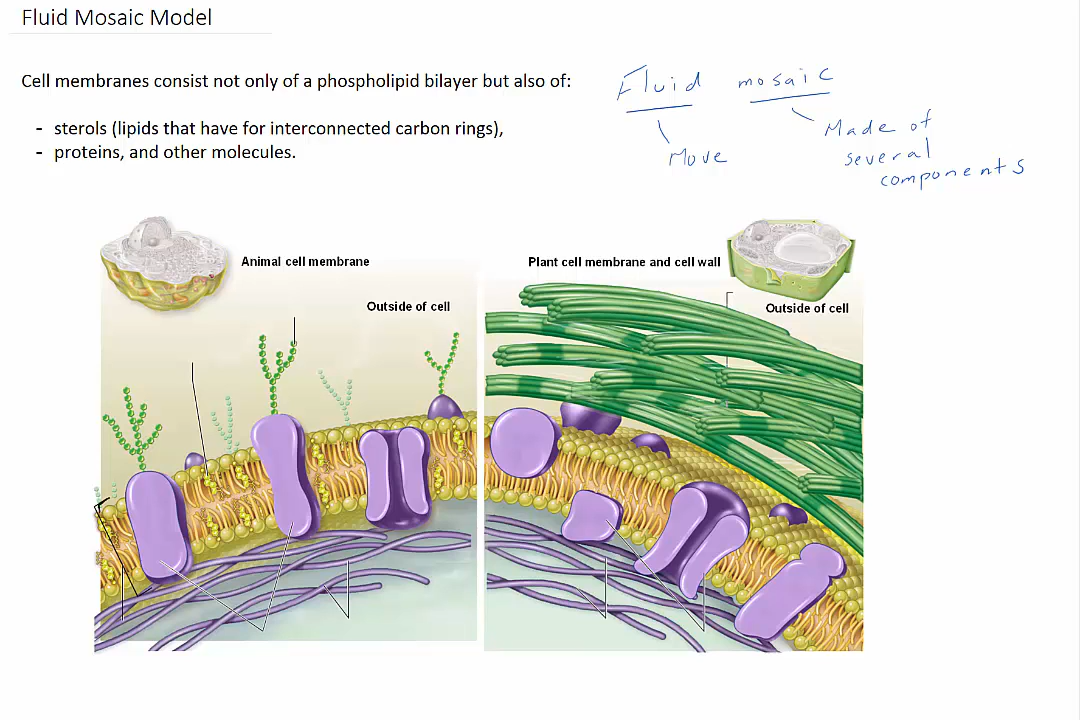 Fluid Mosaic Model
Cell membranes consist not only of a phospholipid bilayer but also of:
- sterols (lipids that have for interconnected carbon rings),
- proteins, and other molecules.
Fluid mosaic
Move
Made of
several
components
Animal cell membrane
Outside of cell
Plant cell membrane and cell wall
Outside of cell